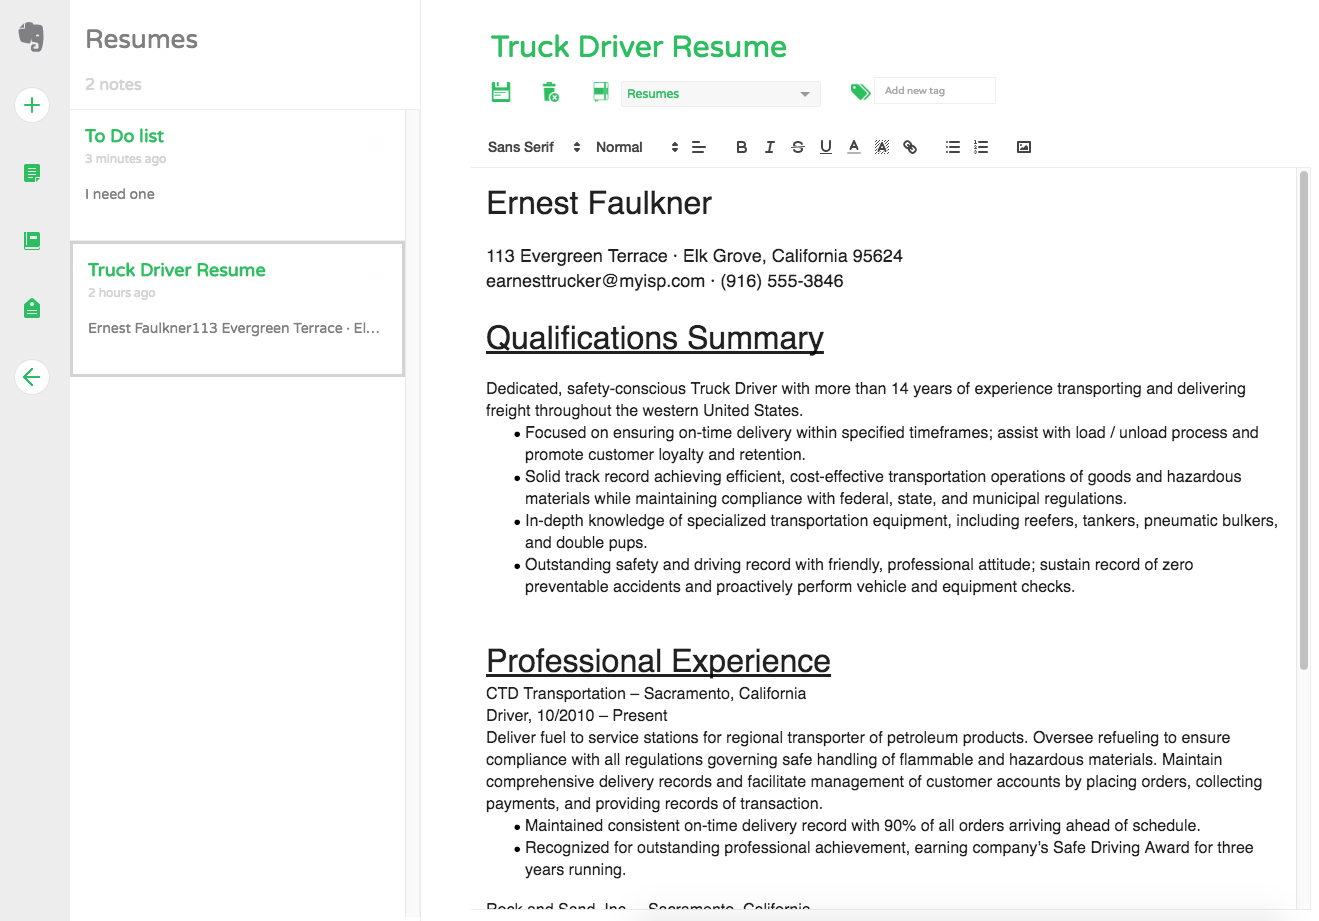 Resumes
2 notes
To Do list
3 minutes ago
I need one
Truck Driver Resume
2 hours ago
Ernest Faulkner113 Evergreen Terrace · El...
Truck Driver Resume
Resumes
Add new tag
Sans Serif Normal B I S U A A
Ernest Faulkner
113 Evergreen Terrace · Elk Grove, California 95624
earnesttrucker@myisp.com · (916) 555-3846
Qualifications Summary
Dedicated, safety-conscious Truck Driver with more than 14 years of experience transporting and delivering
freight throughout the western United States.
• Focused on ensuring on-time delivery within specified timeframes; assist with load / unload process and
promote customer loyalty and retention.
• Solid track record achieving efficient, cost-effective transportation operations of goods and hazardous
materials while maintaining compliance with federal, state, and municipal regulations.
• In-depth knowledge of specialized transportation equipment, including reefers, tankers, pneumatic bulkers,
and double pups.
• Outstanding safety and driving record with friendly, professional attitude; sustain record of zero
preventable accidents and proactively perform vehicle and equipment checks.
Professional Experience
CTD Transportation – Sacramento, California
Driver, 10/2010 – Present
Deliver fuel to service stations for regional transporter of petroleum products. Oversee refueling to ensure
compliance with all regulations governing safe handling of flammable and hazardous materials. Maintain
comprehensive delivery records and facilitate management of customer accounts by placing orders, collecting
payments, and providing records of transaction.
• Maintained consistent on-time delivery record with 90% of all orders arriving ahead of schedule.
• Recognized for outstanding professional achievement, earning company's Safe Driving Award for three
years running.
Rock and Sand, Inc. – Sacramento, California